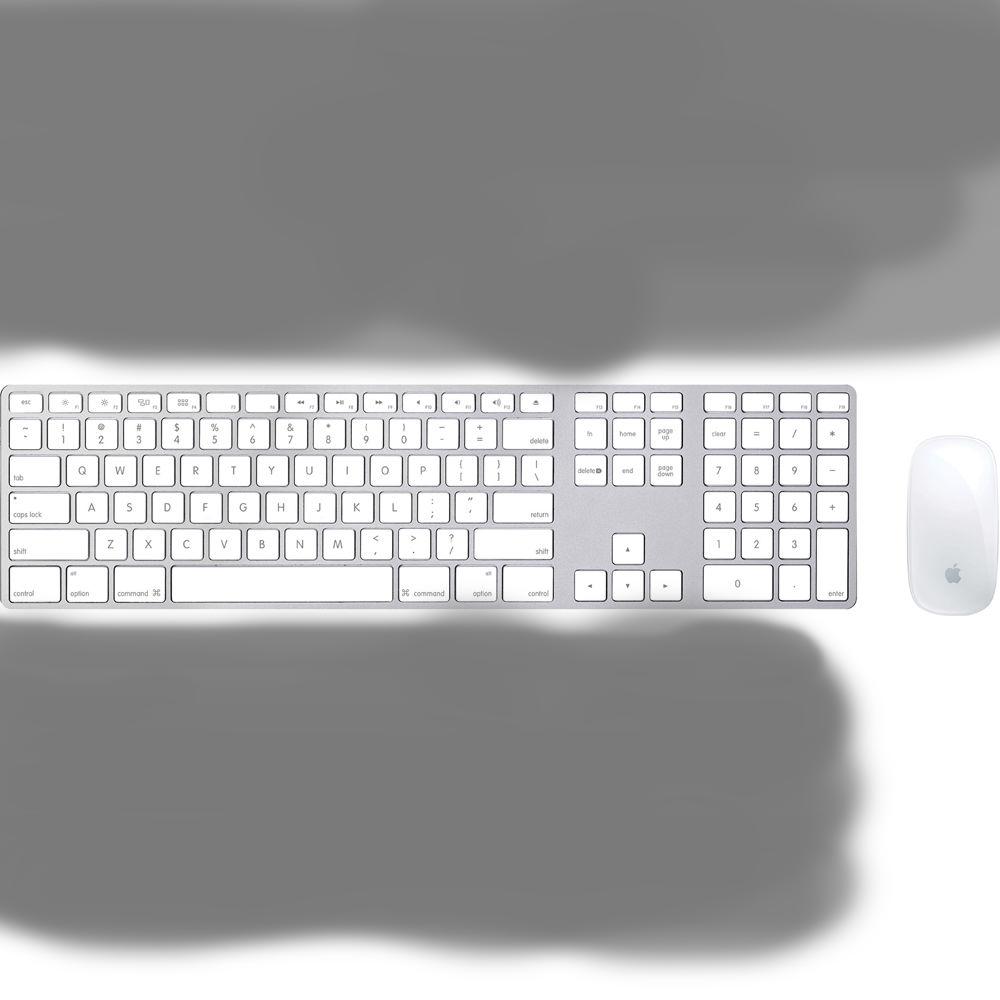 esc F1 F2 F3 F4 F5 F6 F7 F8 F9 F10 F11 F12 F13 F14 F15 F16 F17 F18 F19
~ ` ! 1 @ 2 # 3 $ 4 % 5 ^ 6 & 7 * 8 ( 9 ) 0 _ - + = delete fn home page up clear = / *
tab Q W E R T Y U I O P { [ } ] | \ delete end page down 7 8 9 −
caps lock A S D F G H J K L : ; " ' return 4 5 6 +
shift Z X C V B N M < , > . ? / shift 1 2 3
control alt option command ⌘ ⌘ command alt option control 0 . enter